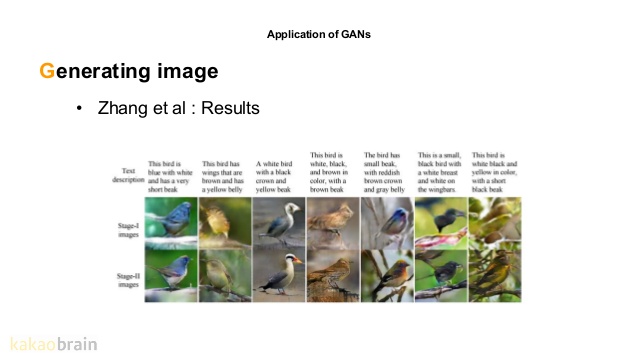 Application of GANs
Generating image
• Zhang et al : Results
Text
description
This bird is
blue with white
and has a very
short beak
This bird has
wings that are
brown and has
a yellow belly
A white bird
with a black
crown and
yellow beak
This bird is
white, black,
and brown in
color, with a
brown beak
The bird has
small beak,
with reddish
brown crown
and gray belly
This is a small,
black bird with
a white breast
and white on
the wingbars.
This bird is
white black and
yellow in color,
with a short
black beak
Stage-I
images
Stage-II
images
kakaobrain